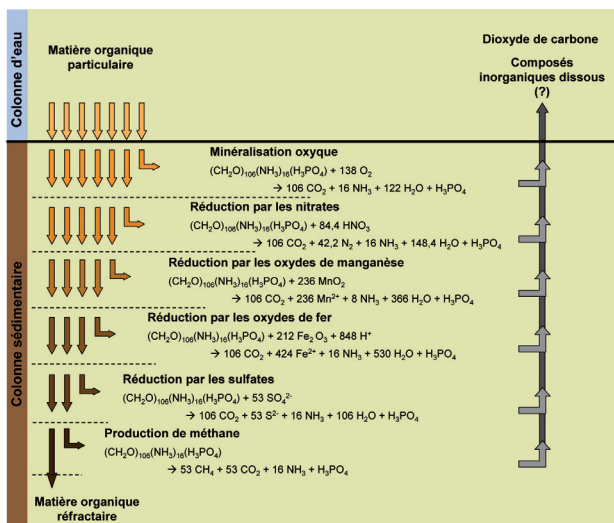 Colonne d'eau
Matière organique
particulaire
Dioxyde de carbone
Composés
inorganiques dissous
(?)
Colonne sédimentaire
Minéralisation oxyque
(CH₂O)₁₀₆(NH₃)₁₆(H₃PO₄) + 138 O₂
→ 106 CO₂ + 16 NH₃ + 122 H₂O + H₃PO₄
Réduction par les nitrates
(CH₂O)₁₀₆(NH₃)₁₆(H₃PO₄) + 84,4 HNO₃
→ 106 CO₂ + 42,2 N₂ + 16 NH₃ + 148,4 H₂O + H₃PO₄
Réduction par les oxydes de manganèse
(CH₂O)₁₀₆(NH₃)₁₆(H₃PO₄) + 236 MnO₂
→ 106 CO₂ + 236 Mn²⁺ + 8 NH₃ + 366 H₂O + H₃PO₄
Réduction par les oxydes de fer
(CH₂O)₁₀₆(NH₃)₁₆(H₃PO₄) + 212 Fe₂O₃ + 848 H⁺
→ 106 CO₂ + 424 Fe²⁺ + 16 NH₃ + 530 H₂O + H₃PO₄
Réduction par les sulfates
(CH₂O)₁₀₆(NH₃)₁₆(H₃PO₄) + 53 SO₄²⁻
→ 106 CO₂ + 53 S²⁻ + 16 NH₃ + 106 H₂O + H₃PO₄
Production de méthane
(CH₂O)₁₀₆(NH₃)₁₆(H₃PO₄)
→ 53 CH₄ + 53 CO₂ + 16 NH₃ + H₃PO₄
Matière organique
réfractaire